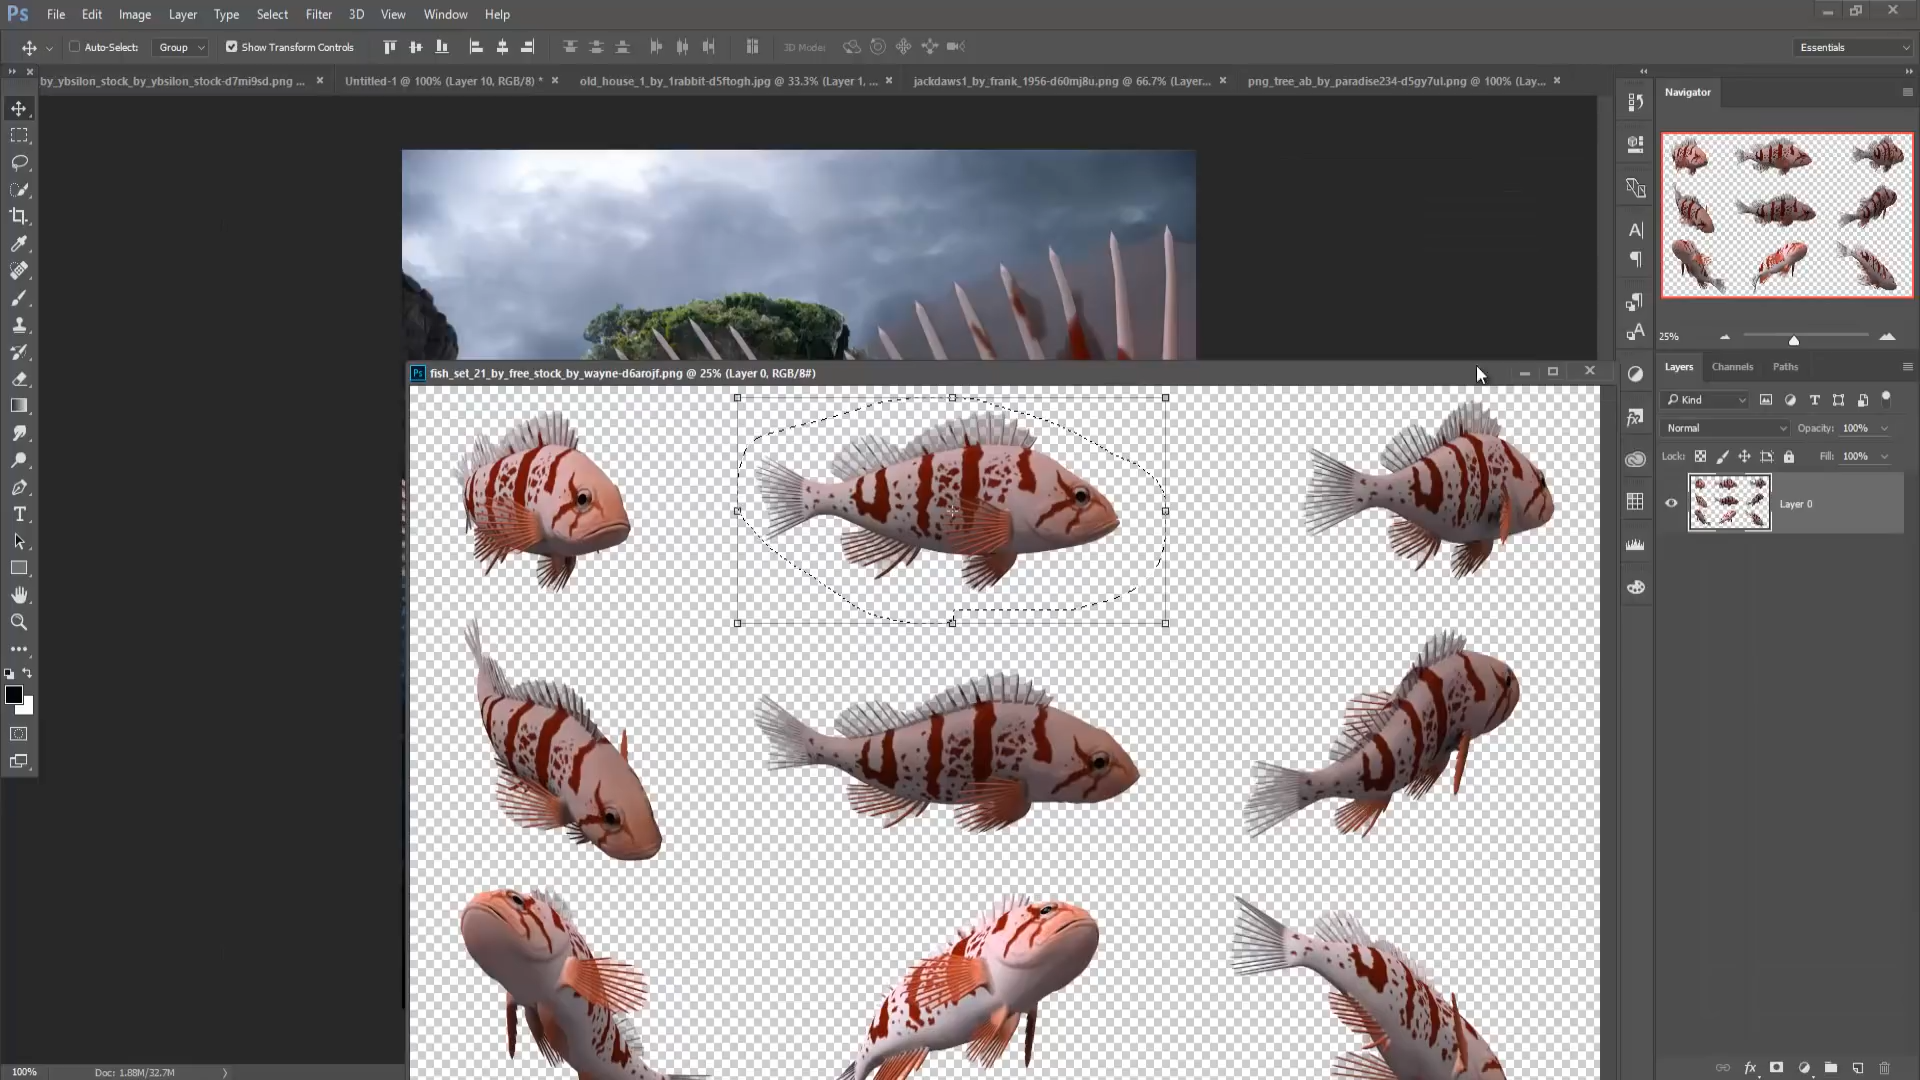 Ps File Edit Image Layer Type Select Filter 3D View Window Help
Auto-Select: Group Show Transform Controls 3D Mode: Essentials
by_ybsilon_stock_by_ybsilon_stock-d7mi9sd.png ... Untitled-1 @ 100% (Layer 10, RGB/8) * old_house_1_by_1rabbit-d5ftogh.jpg @ 33.3% (Layer 1, ... jackdaws1_by_frank_1956-d60mj8u.png @ 66.7% (Layer... png_tree_ab_by_paradise234-d5gy7ul.png @ 100% (Lay...
Navigator
25%
Layers Channels Paths
Ps fish_set_21_by_free_stock_by_wayne-d6arojf.png @ 25% (Layer 0, RGB/8#)
Kind
Normal Opacity: 100%
Lock: Fill: 100%
Layer 0
100% Doc: 1.88M/32.7M